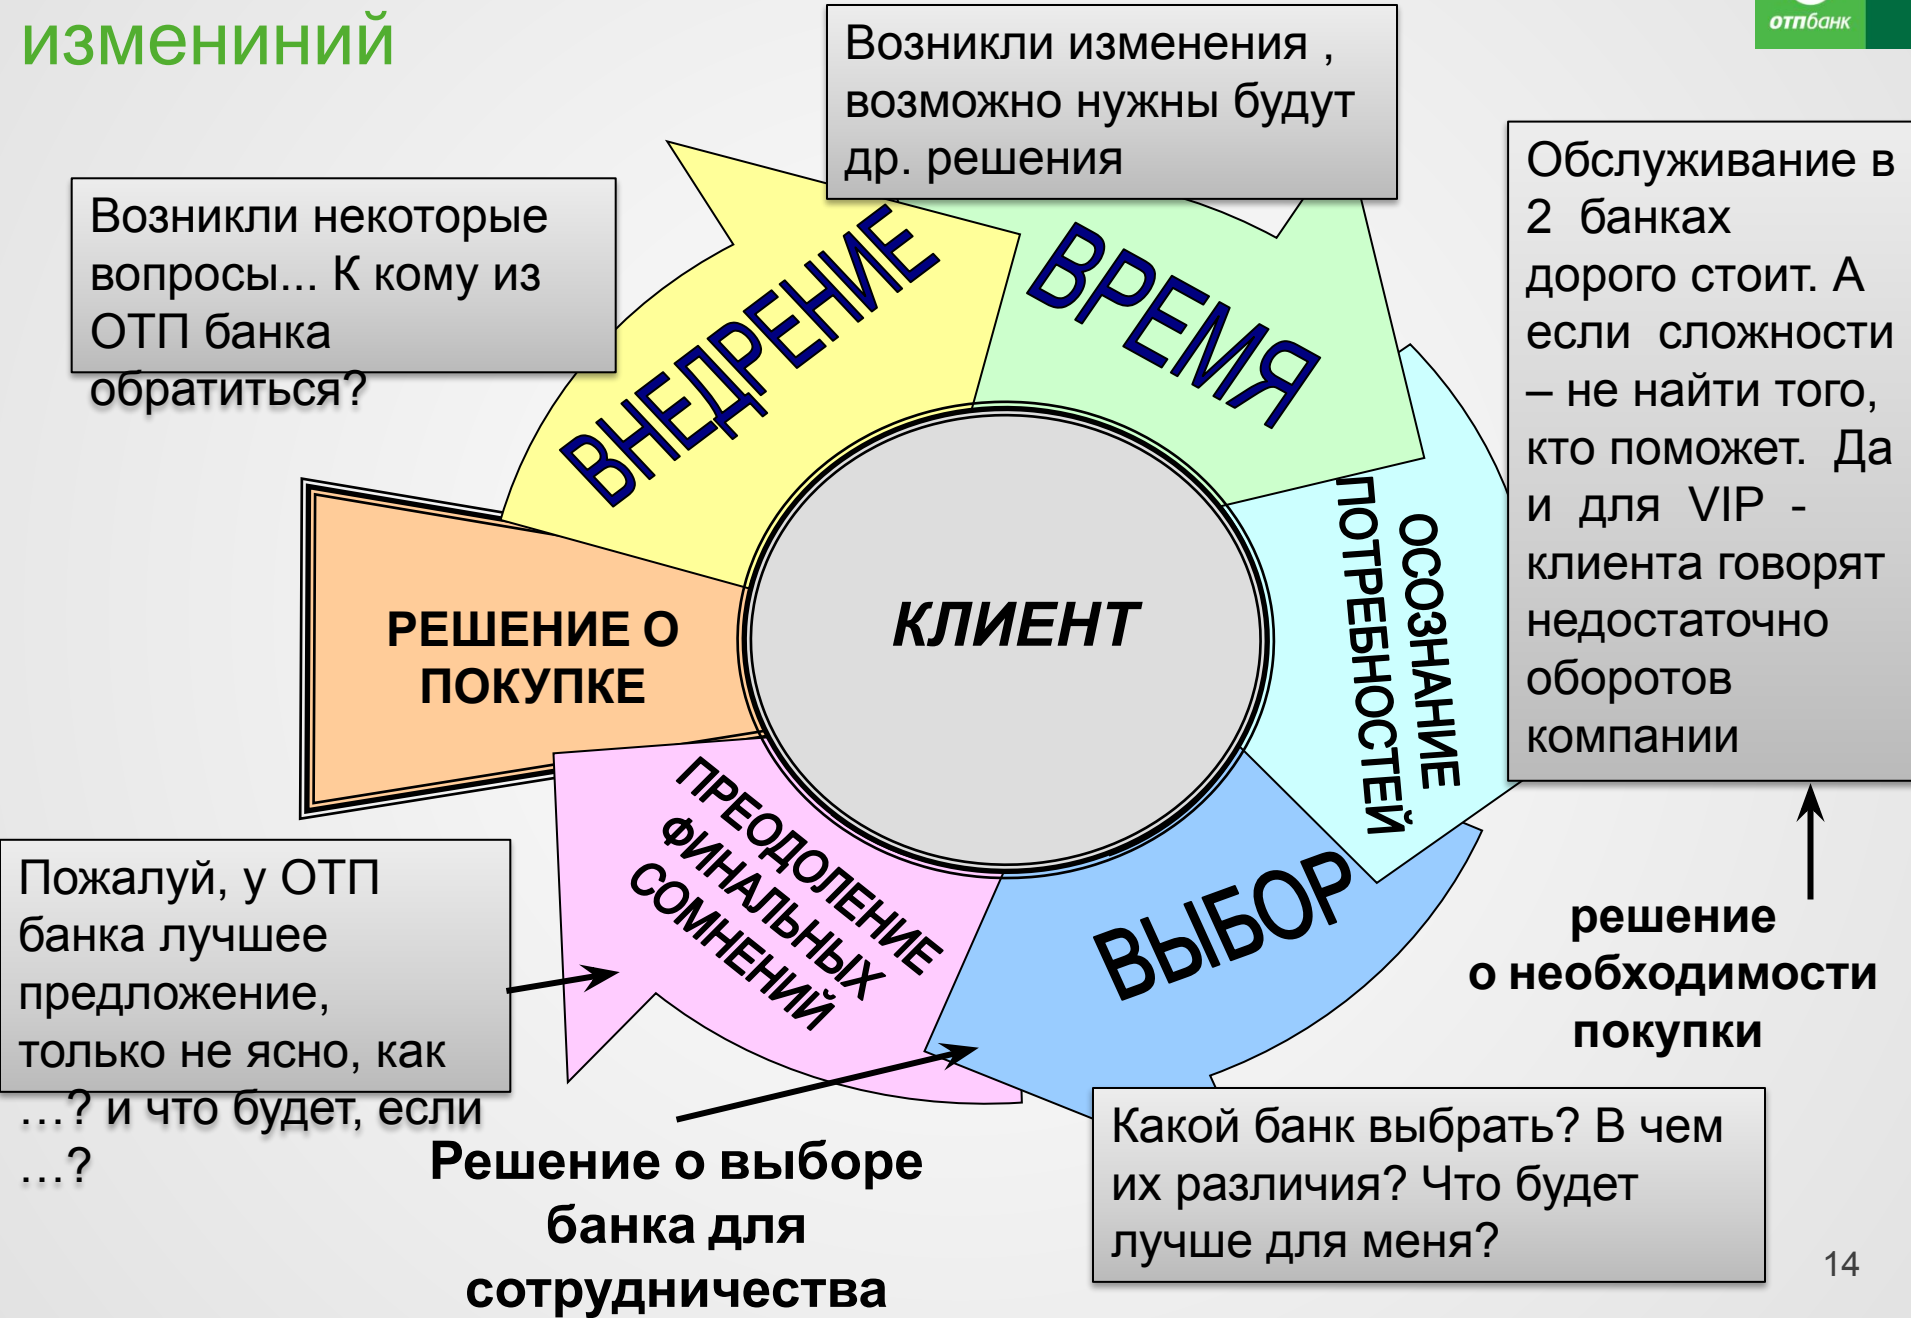 измениний
отпбанк
Возникли изменения ,
возможно нужны будут
др. решения
Возникли некоторые
вопросы... К кому из
ОТП банка
обратиться?
Обслуживание в
2 банках
дорого стоит. А
если сложности
– не найти того,
кто поможет. Да
и для VIP -
клиента говорят
недостаточно
оборотов
компании
ВНЕДРЕНИЕ
ВРЕМЯ
ОСОЗНАНИЕ
ПОТРЕБНОСТЕЙ
РЕШЕНИЕ О
ПОКУПКЕ
КЛИЕНТ
ПРЕОДОЛЕНИЕ
ФИНАЛЬНЫХ
СОМНЕНИЙ
ВЫБОР
Пожалуй, у ОТП
банка лучшее
предложение,
только не ясно, как
…? и что будет, если
…?
решение
о необходимости
покупки
Решение о выборе
банка для
сотрудничества
Какой банк выбрать? В чем
их различия? Что будет
лучше для меня?
14